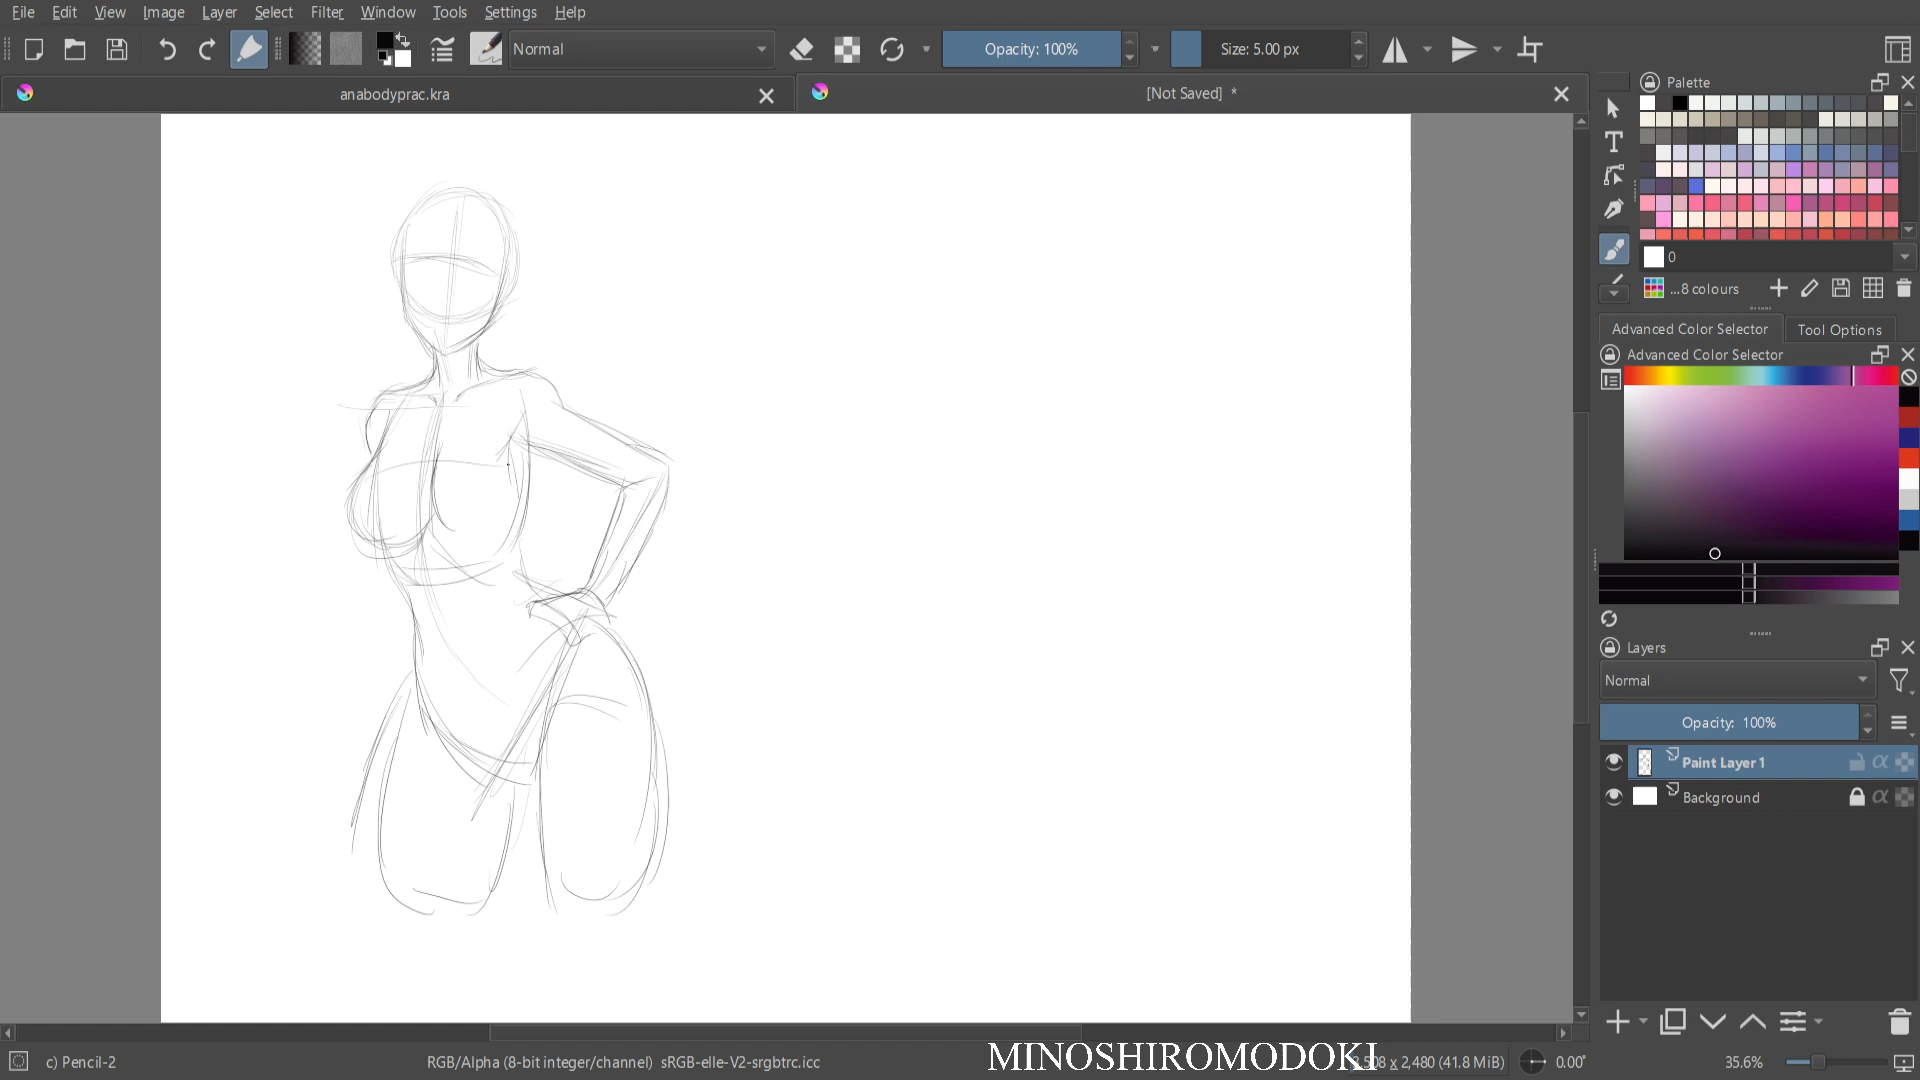 File Edit View Image Layer Select Filter Window Tools Settings Help
Normal Opacity: 100% Size: 5.00 px
anabodyprac.kra [Not Saved] *
Palette
0
...8 colours
Advanced Color Selector Tool Options
Advanced Color Selector
Layers
Normal
Opacity: 100%
Paint Layer 1
Background
c) Pencil-2 RGB/Alpha (8-bit integer/channel) sRGB-elle-V2-srgbtrc.icc MINOSHIROMODOKI x 2,480 (41.8 MiB) 0.00° 35.6%